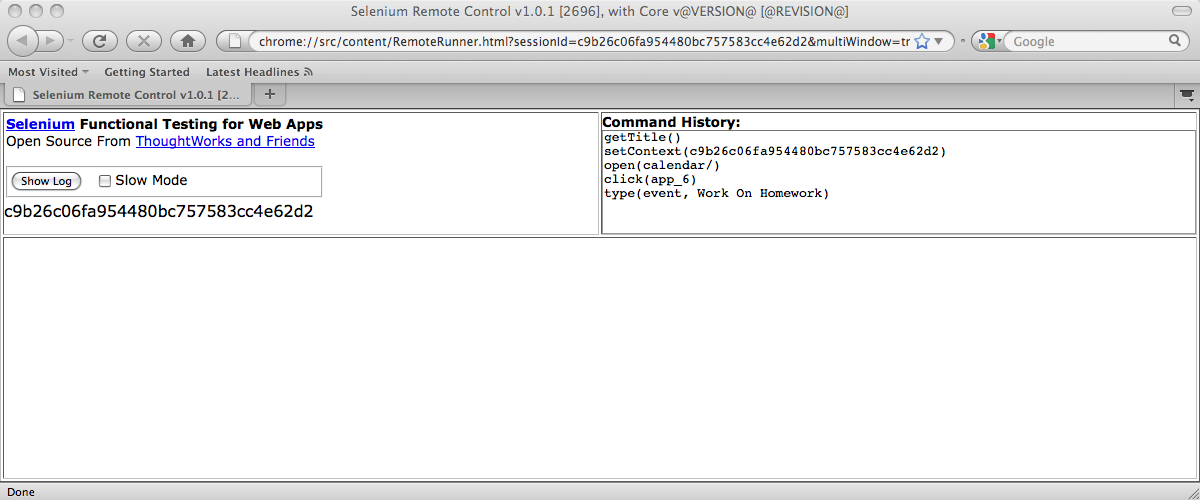 Selenium Remote Control v1.0.1 [2696], with Core v@VERSION@ [@REVISION@]
chrome://src/content/RemoteRunner.html?sessionId=c9b26c06fa954480bc757583cc4e62d2&multiWindow=tr
Google
Most Visited Getting Started Latest Headlines
Selenium Remote Control v1.0.1 [2...
Selenium Functional Testing for Web Apps
Open Source From ThoughtWorks and Friends
Show Log Slow Mode
c9b26c06fa954480bc757583cc4e62d2
Command History:
getTitle()
setContext(c9b26c06fa954480bc757583cc4e62d2)
open(calendar/)
click(app_6)
type(event, Work On Homework)
Done